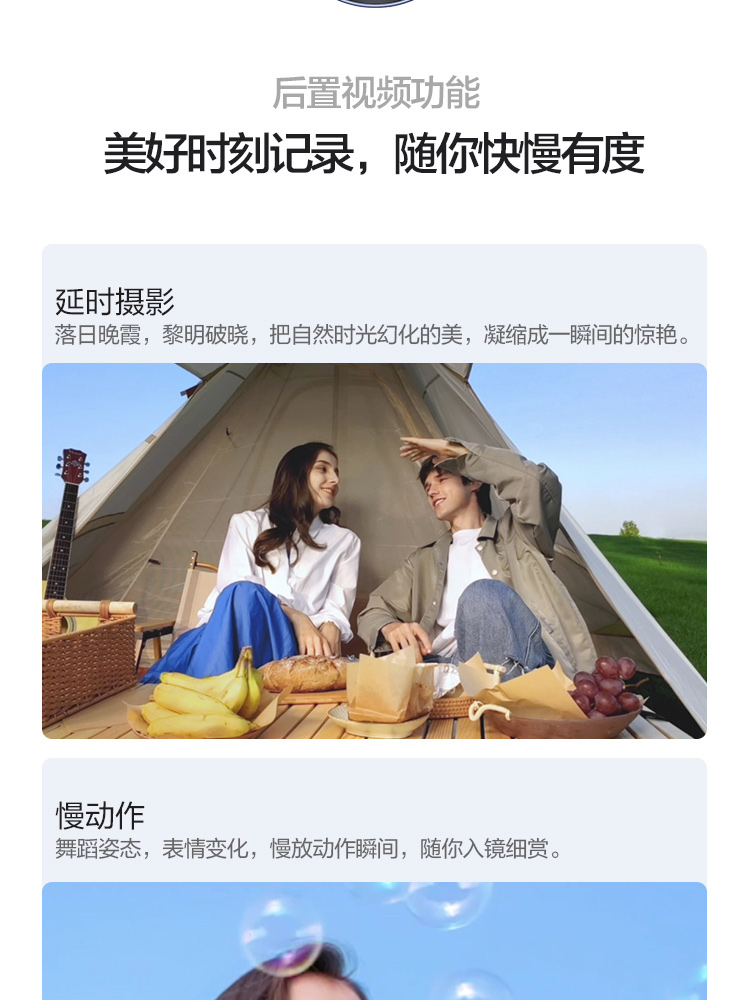 后置视频功能
美好时刻记录，随你快慢有度
延时摄影
落日晚霞，黎明破晓，把自然时光幻化的美，凝缩成一瞬间的惊艳。
慢动作
舞蹈姿态，表情变化，慢放动作瞬间，随你入镜细赏。